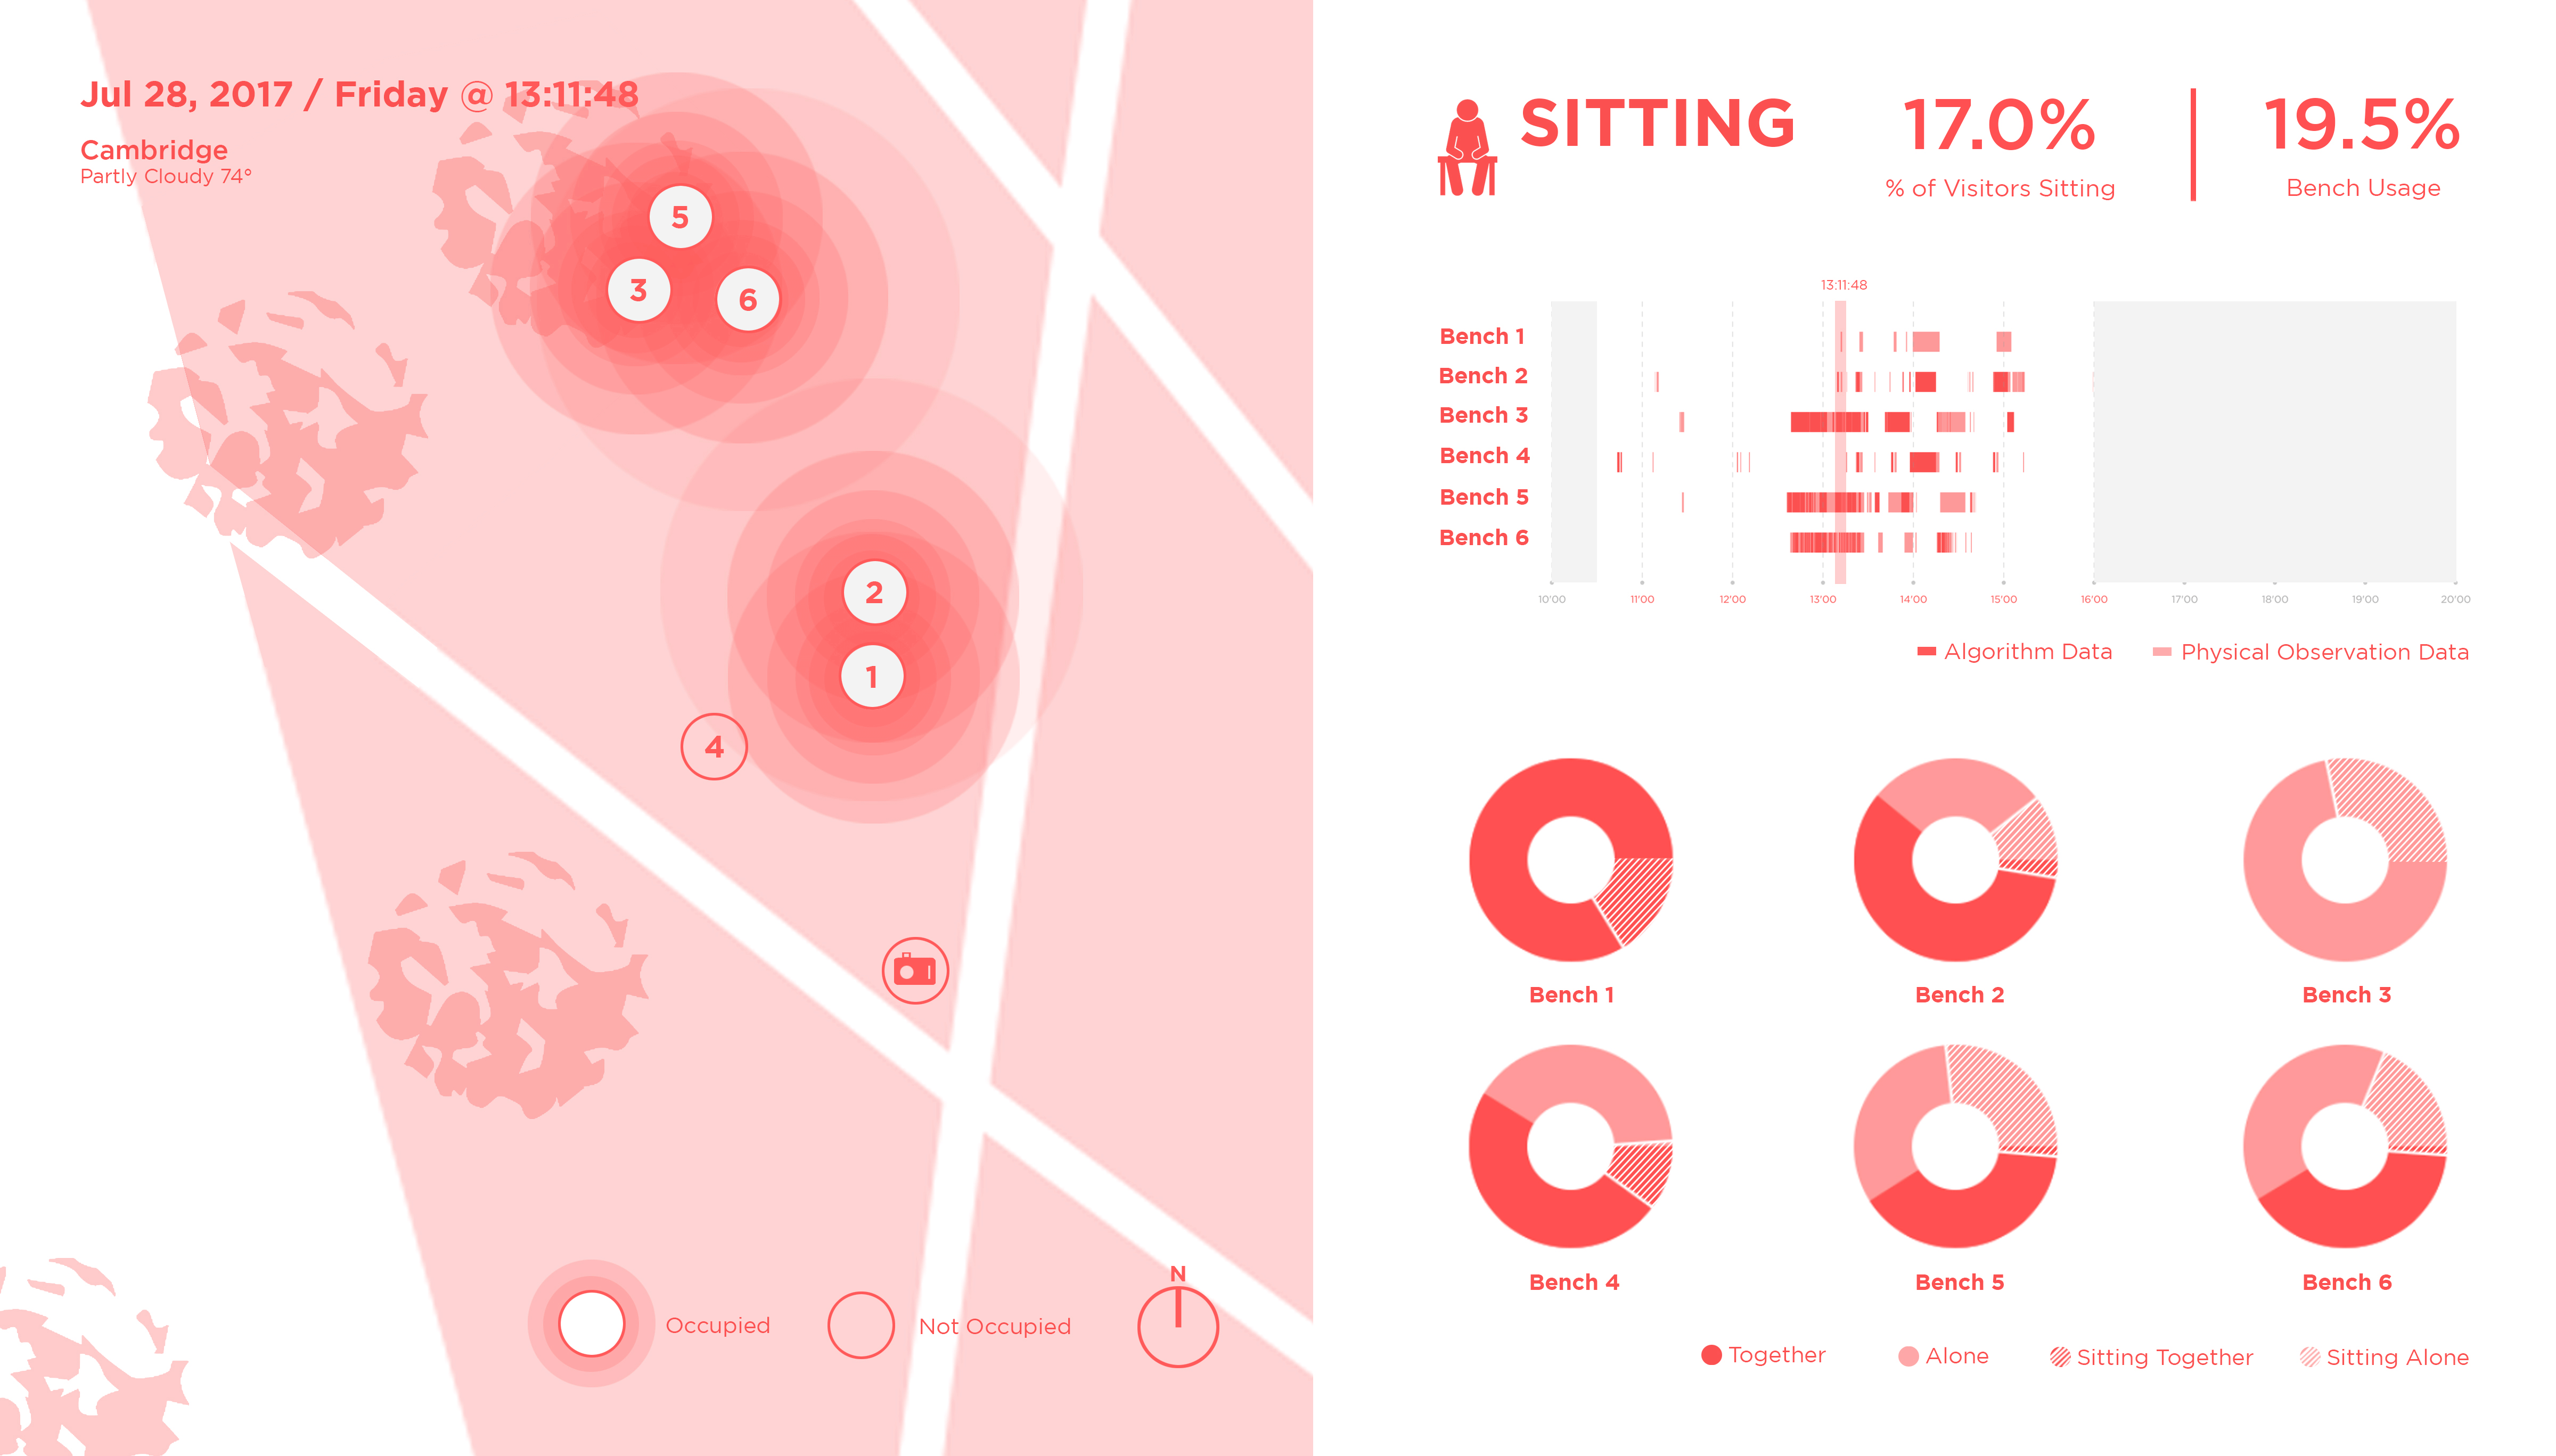 Jul 28, 2017 / Friday @ 13:11:48
Cambridge
Partly Cloudy 74°
5
3
6
2
1
4
Occupied
Not Occupied
N
SITTING
17.0%
% of Visitors Sitting
19.5%
Bench Usage
13:11:48
Bench 1
Bench 2
Bench 3
Bench 4
Bench 5
Bench 6
10'00 11'00 12'00 13'00 14'00 15'00 16'00 17'00 18'00 19'00 20'00
Algorithm Data Physical Observation Data
Bench 1 Bench 2 Bench 3
Bench 4 Bench 5 Bench 6
Together Alone Sitting Together Sitting Alone